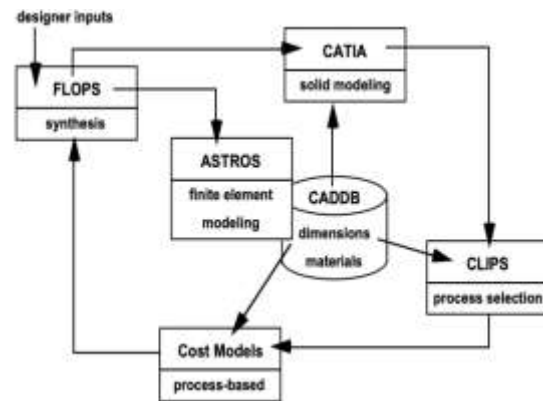 designer inputs
FLOPS
synthesis
CATIA
solid modeling
ASTROS
finite element
modeling
CADDB
dimensions
materials
CLIPS
process selection
Cost Models
process-based